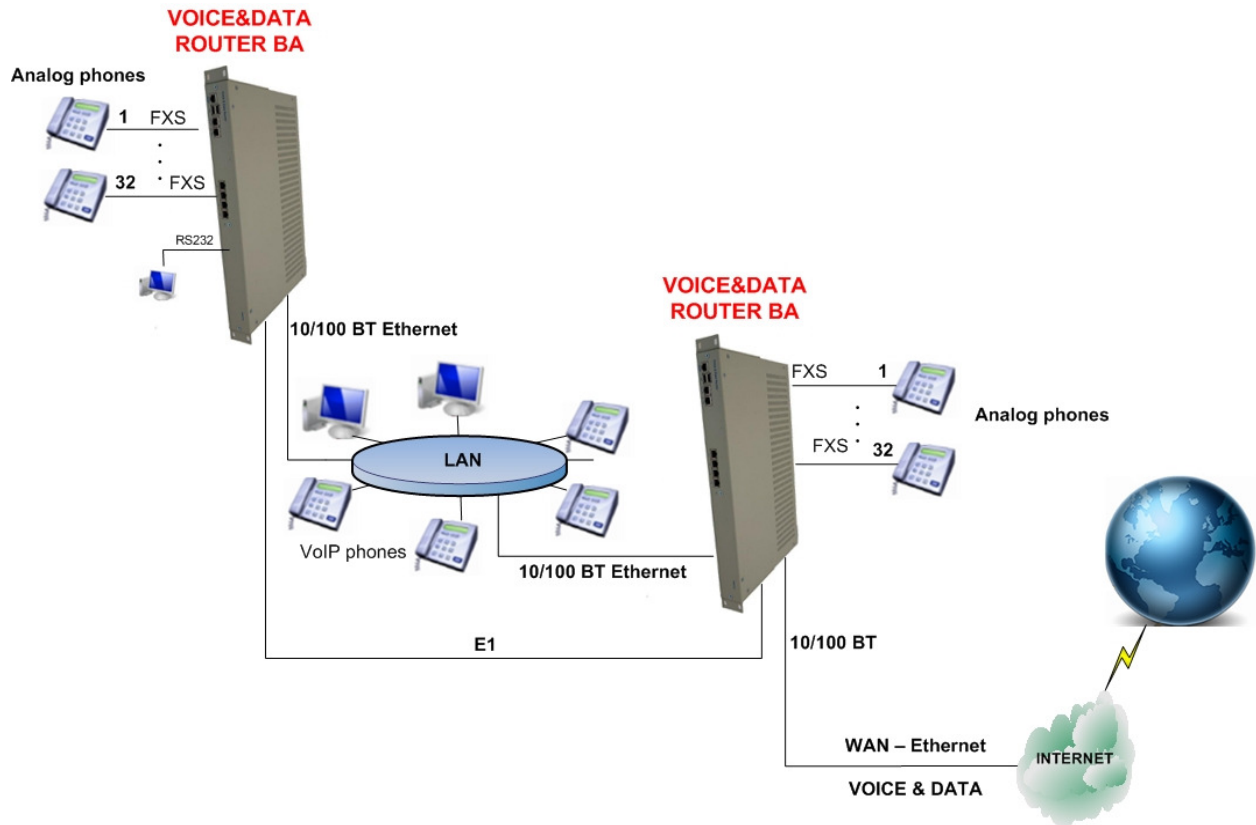 VOICE&DATA
ROUTER BA
Analog phones
1 FXS
32 FXS
RS232
10/100 BT Ethernet
VOICE&DATA
ROUTER BA
FXS 1
Analog phones
FXS 32
LAN
VoIP phones
10/100 BT Ethernet
E1
10/100 BT
WAN – Ethernet
INTERNET
VOICE & DATA